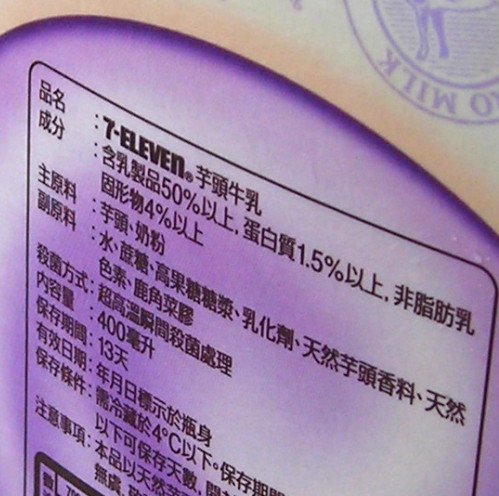 O MILK
品名：7-ELEVEN®芋頭牛乳
成分：含乳製品50%以上, 蛋白質1.5%以上, 非脂肪乳
固形物4%以上
主原料：芋頭、奶粉
副原料：水、蔗糖、高果糖糖漿、乳化劑、天然芋頭香料、天然
色素、鹿角菜膠
殺菌方式：超高溫瞬間殺菌處理
內容量：400毫升
保存期間：13天
有效日期：年月日標示於瓶身
保存條件：需冷藏於4°C以下。保存期間
以下可保存天數, 開
注意事項：本品以天然芋
無虞,